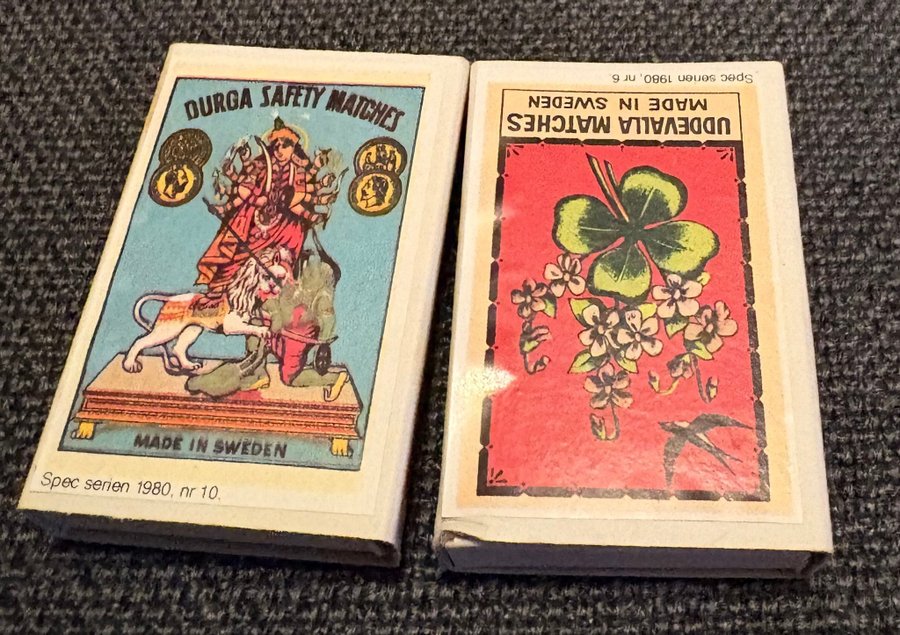 DURGA SAFETY MATCHES
MADE IN SWEDEN
Spec serien 1980, nr 10.
UDDEVALLA MATCHES
MADE IN SWEDEN
Spec serien 1980, nr 6.